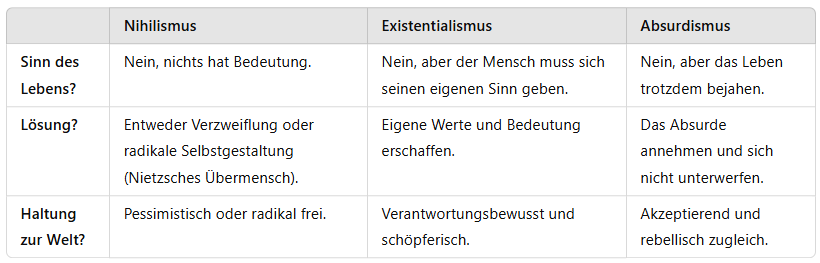 Nihilismus Existentialismus Absurdismus
Sinn des Nein, nichts hat Bedeutung. Nein, aber der Mensch muss sich Nein, aber das Leben
Lebens? seinen eigenen Sinn geben. trotzdem bejahen.
Lösung? Entweder Verzweiflung oder Eigene Werte und Bedeutung Das Absurde
radikale Selbstgestaltung erschaffen. annehmen und sich
(Nietzsches Übermensch). nicht unterwerfen.
Haltung Pessimistisch oder radikal frei. Verantwortungsbewusst und Akzeptierend und
zur Welt? schöpferisch. rebellisch zugleich.